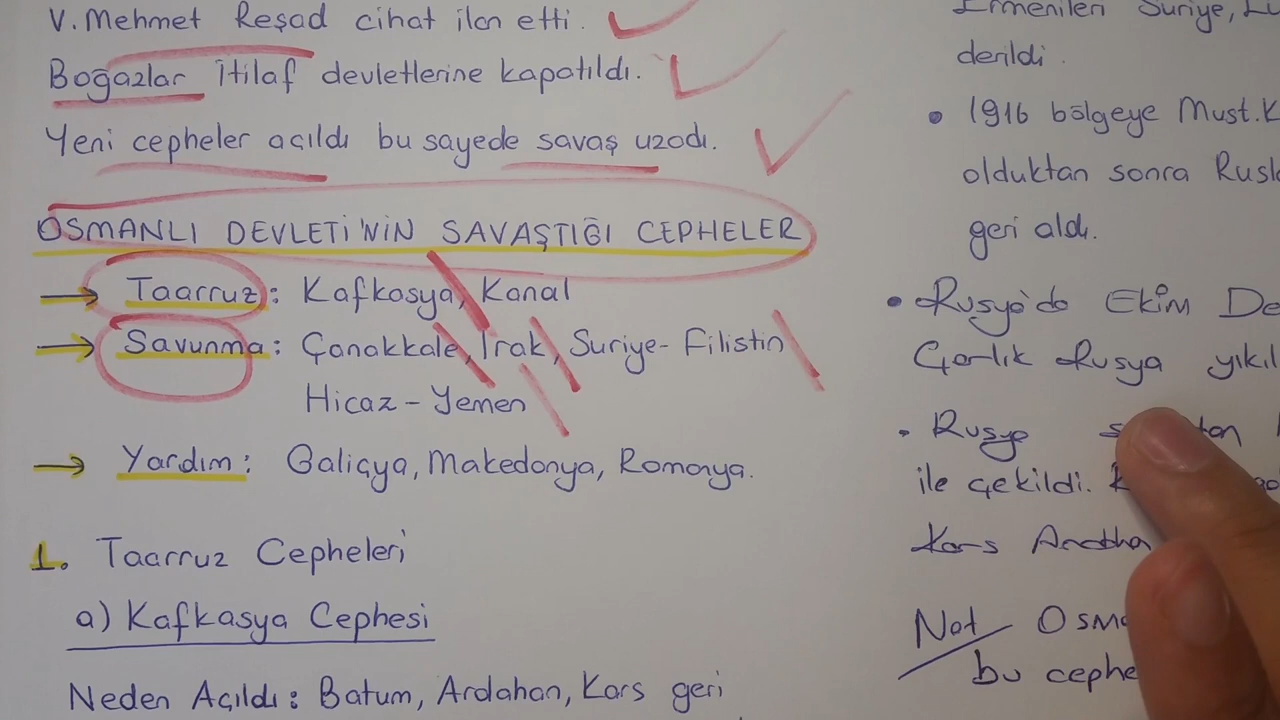 V. Mehmet Reşad cihat ilan etti.
Boğazlar İtilaf devletlerine kapatıldı.
Yeni cepheler açıldı bu sayede savaş uzadı.
OSMANLI DEVLETİ'NİN SAVAŞTIĞI CEPHELER
→ Taarruz: Kafkasya, Kanal
→ Savunma: Çanakkale, Irak, Suriye-Filistin
Hicaz-Yemen
→ Yardım: Galiçya, Makedonya, Romanya.
1. Taarruz Cepheleri
a) Kafkasya Cephesi
Neden Açıldı: Batum, Ardahan, Kars geri
Ermeniler Suriye,
derildi.
• 1916 bölgeye Must.K
olduktan sonra Rusla
geri aldı.
• Rusya'da Ekim De
Çarlık Rusya yıkıl
• Rusya
ile çekildi.
Kars Ardahan
Not Osma
bu cephe